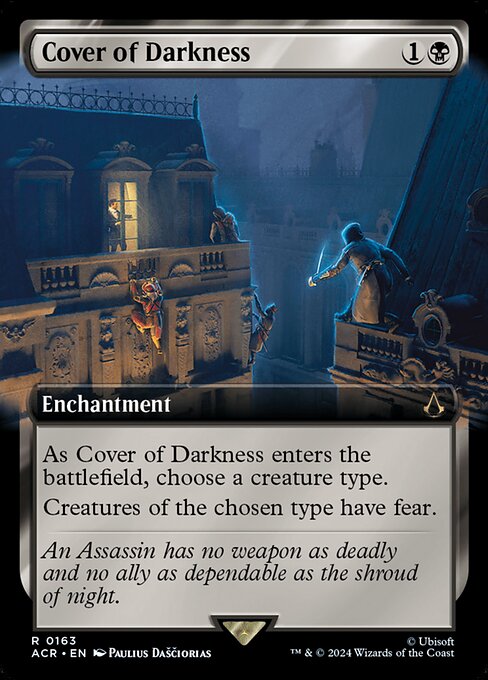 Cover of Darkness 1
Enchantment
As Cover of Darkness enters the
battlefield, choose a creature type.
Creatures of the chosen type have fear.
An Assassin has no weapon as deadly
and no ally as dependable as the shroud
of night.
R 0163 © Ubisoft
ACR • EN Paulius Daščiorias ™ & © 2024 Wizards of the Coast